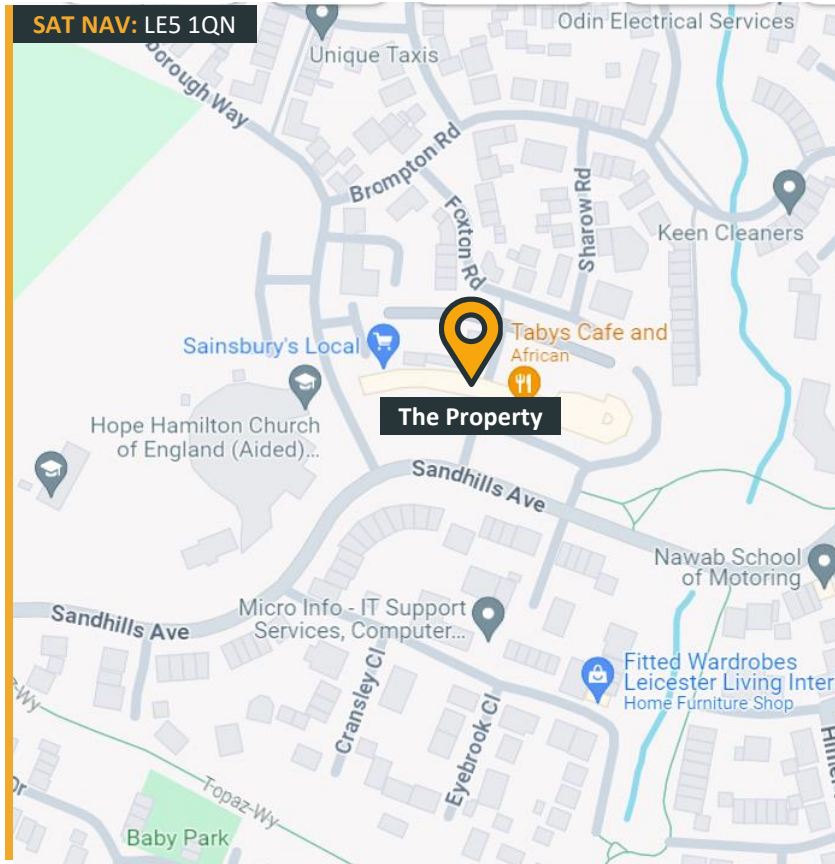 SAT NAV: LE5 1QN
Odin Electrical Services
Unique Taxis
borough Way
Brompton Rd
Foxton Rd
Sharow Rd
Keen Cleaners
Sainsbury's Local
Tabys Cafe and
African
The Property
Hope Hamilton Church
of England (Aided)...
Sandhills Ave
Nawab School
of Motoring
Sandhills Ave
Micro Info - IT Support
Services, Computer...
Fitted Wardrobes
Leicester Living Inter
Home Furniture Shop
Cransley Cl
Eyebrook Cl
Topaz-Wy
Baby Park